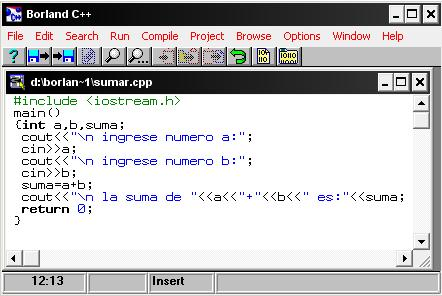 Borland C++
File Edit Search Run Compile Project Browse Options Window Help
d:\borlan~1\sumar.cpp
#include <iostream.h>
main()
{int a,b,suma;
cout<<"\n ingrese numero a:";
cin>>a;
cout<<"\n ingrese numero b:";
cin>>b;
suma=a+b;
cout<<"\n la suma de "<<a<<"+"<<b<<" es:"<<suma;
return 0;
}
12:13 Insert